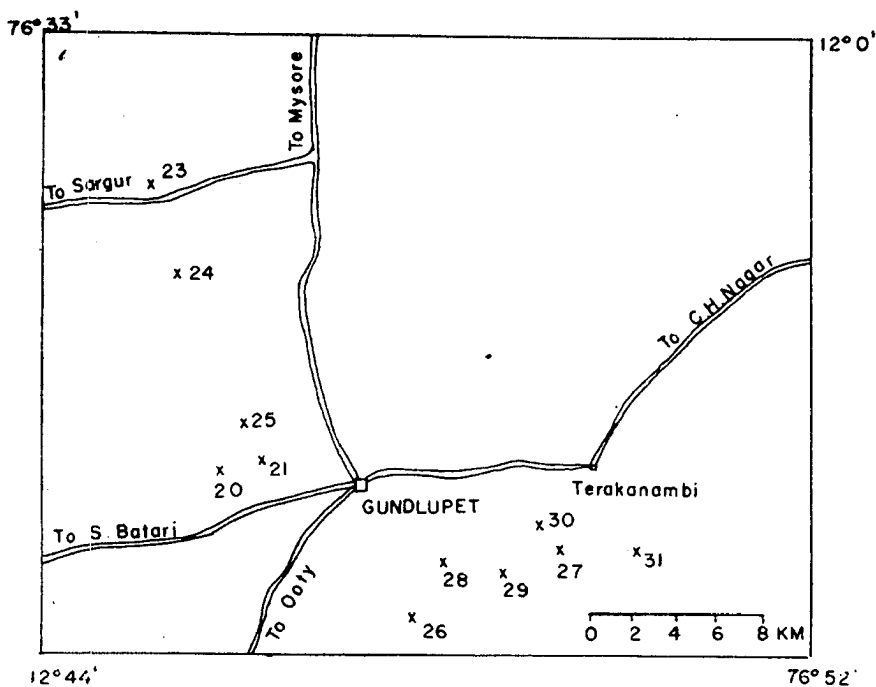 76° 33'
12° 0'
To Mysore
To Sargur
x 23
x 24
To C.H. Nagar
x 25
x 21
x
20
Terakanambi
GUNDLUPET
To S. Batari
x 30
x
27
x 31
x
28
x
29
To Ooty
x
26
0 2 4 6 8 KM
12° 44'
76° 52'